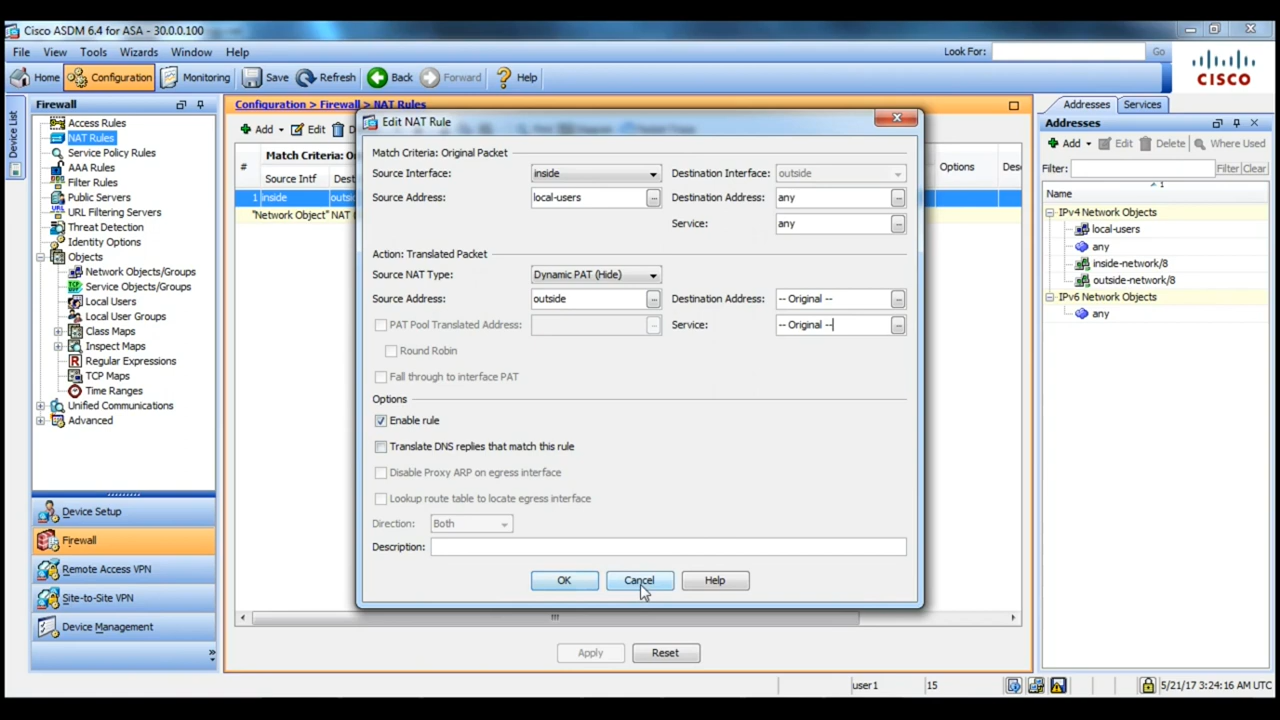 Cisco ASDM 6.4 for ASA - 30.0.0.100
File View Tools Wizards Window Help
Look For:
Go
Home Configuration Monitoring Save Refresh Back Forward Help
CISCO
Device List
Firewall
Access Rules
NAT Rules
Service Policy Rules
AAA Rules
Filter Rules
Public Servers
URL Filtering Servers
Threat Detection
Identity Options
Objects
Network Objects/Groups
Service Objects/Groups
Local Users
Local User Groups
Class Maps
Inspect Maps
Regular Expressions
TCP Maps
Time Ranges
Unified Communications
Advanced
Device Setup
Firewall
Remote Access VPN
Site-to-Site VPN
Device Management
Configuration > Firewall > NAT Rules
Add Edit
#
Match Criteria: Or
Source Intf Dest
Options
Desc
1 inside outsid
"Network Object" NAT (
Edit NAT Rule
Match Criteria: Original Packet
Source Interface: inside
Destination Interface: outside
Source Address: local-users
Destination Address: any
Service: any
Action: Translated Packet
Source NAT Type: Dynamic PAT (Hide)
Source Address: outside
Destination Address: -- Original --
PAT Pool Translated Address:
Service: -- Original --
Round Robin
Fall through to interface PAT
Options
Enable rule
Translate DNS replies that match this rule
Disable Proxy ARP on egress interface
Lookup route table to locate egress interface
Direction: Both
Description:
OK Cancel Help
Apply Reset
Addresses Services
Addresses
Add Edit Delete Where Used
Filter: Filter|Clear
Name
1
IPv4 Network Objects
local-users
any
inside-network/8
outside-network/8
IPv6 Network Objects
any
user1
15
5/21/17 3:24:16 AM UTC